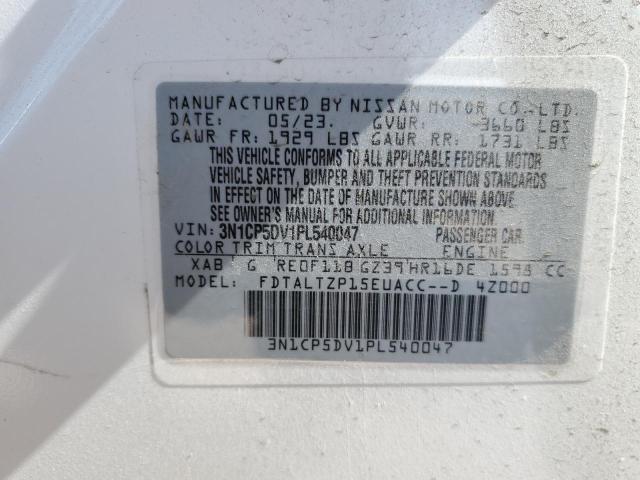 MANUFACTURED BY NISSAN MOTOR CO.,LTD.
DATE: 05/23. GVWR: 3660 LBS
GAWR FR: 1929 LBS GAWR RR: 1731 LBS
THIS VEHICLE CONFORMS TO ALL APPLICABLE FEDERAL MOTOR
VEHICLE SAFETY, BUMPER AND THEFT PREVENTION STANDARDS
IN EFFECT ON THE DATE OF MANUFACTURE SHOWN ABOVE.
SEE OWNER'S MANUAL FOR ADDITIONAL INFORMATION.
VIN: 3N1CP5DV1PL540047 PASSENGER CAR.
COLOR TRIM TRANS AXLE ENGINE
XAB G RE0F11B GZ39 HR16DE 1598 CC
MODEL: FDTALTZP15EUACC--D 4Z000
3N1CP5DV1PL540047